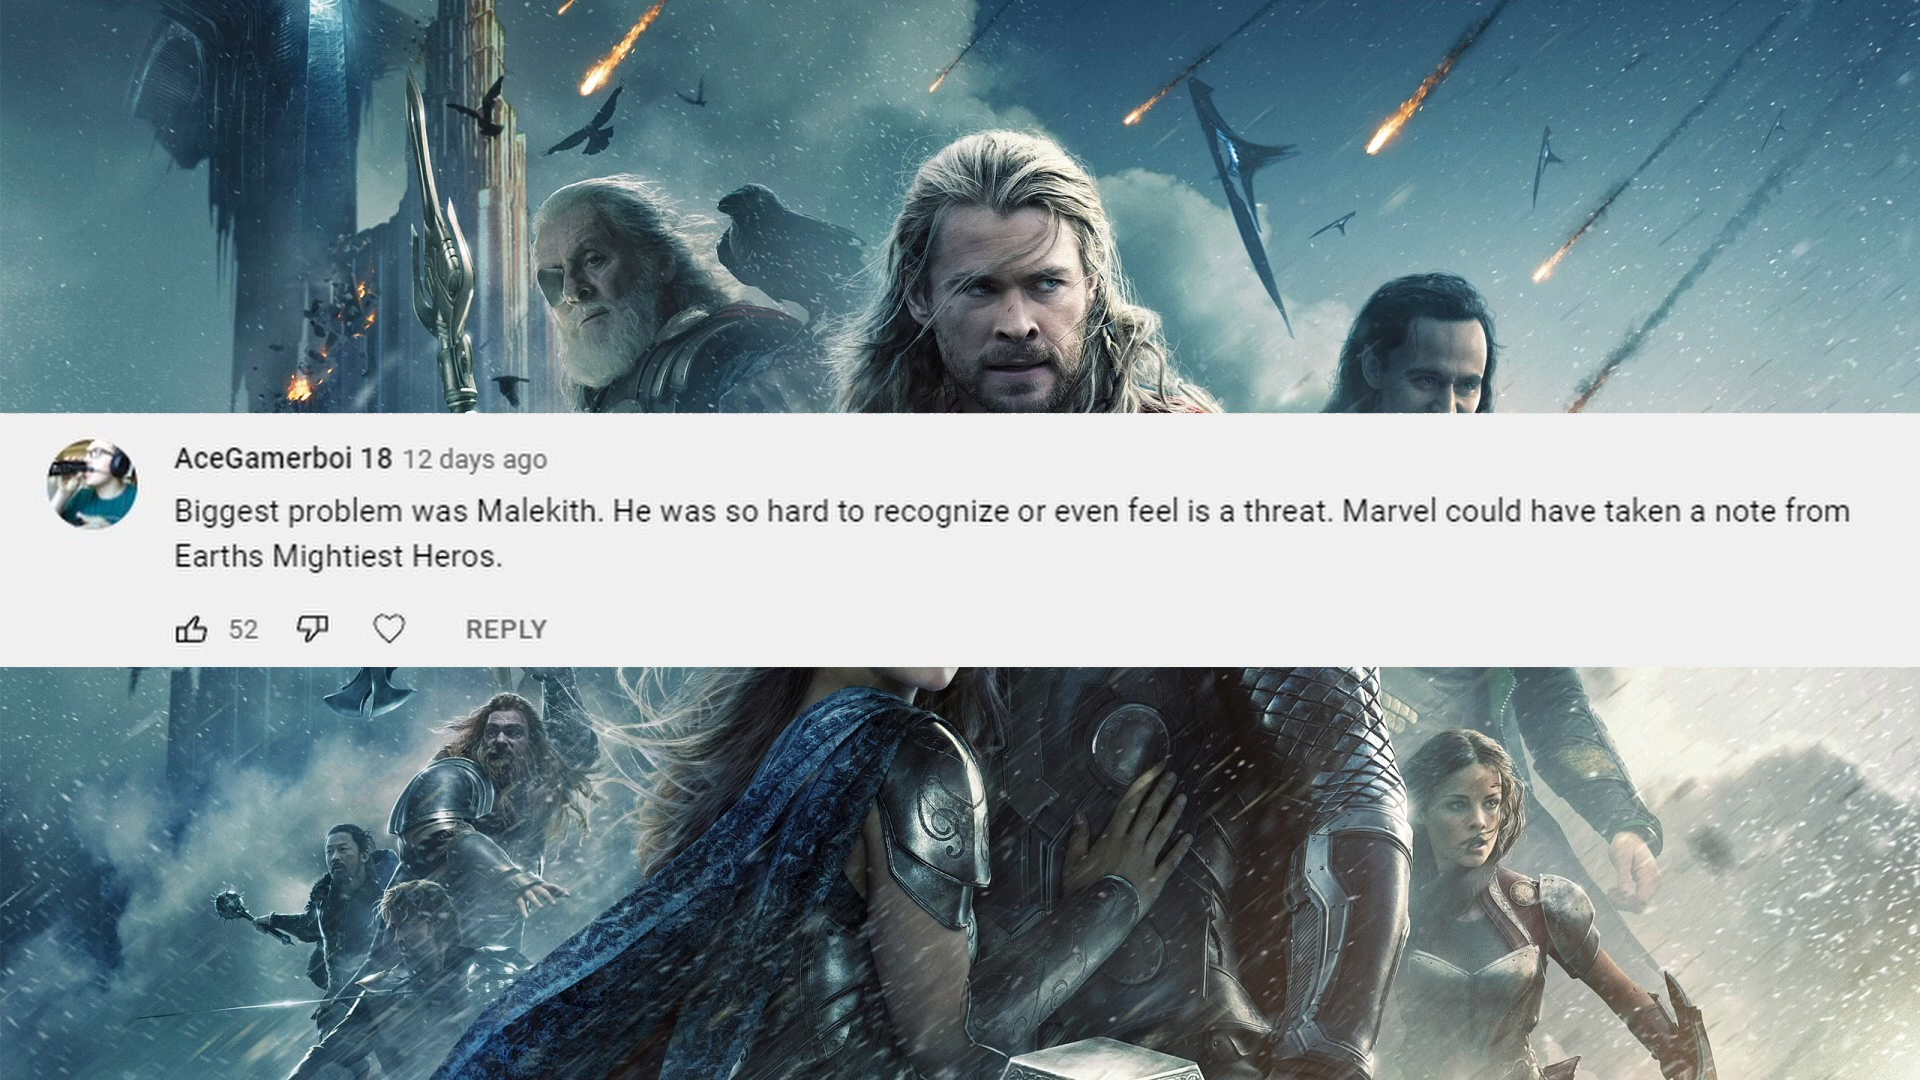 AceGamerboi 18 12 days ago
Biggest problem was Malekith. He was so hard to recognize or even feel is a threat. Marvel could have taken a note from
Earths Mightiest Heros.
52 REPLY